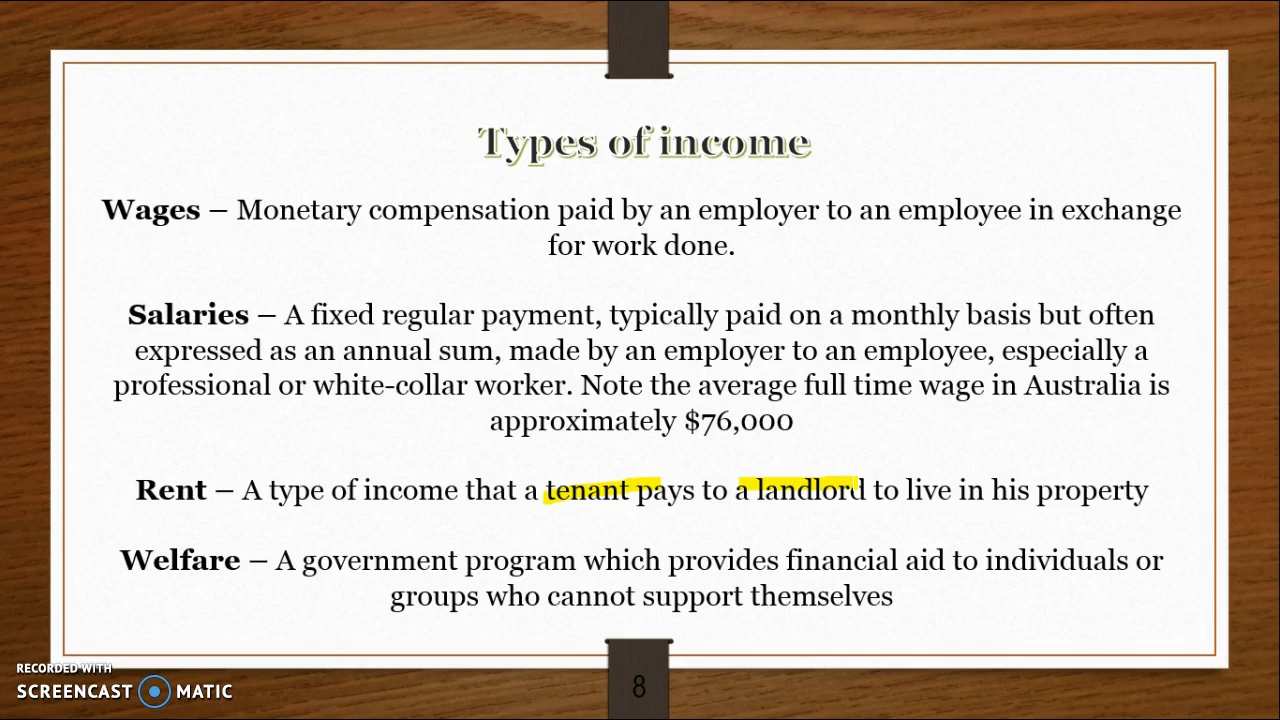 Types of income
Wages – Monetary compensation paid by an employer to an employee in exchange
for work done.
Salaries – A fixed regular payment, typically paid on a monthly basis but often
expressed as an annual sum, made by an employer to an employee, especially a
professional or white-collar worker. Note the average full time wage in Australia is
approximately $76,000
Rent – A type of income that a tenant pays to a landlord to live in his property
Welfare – A government program which provides financial aid to individuals or
groups who cannot support themselves
RECORDED WITH
SCREENCAST MATIC
8